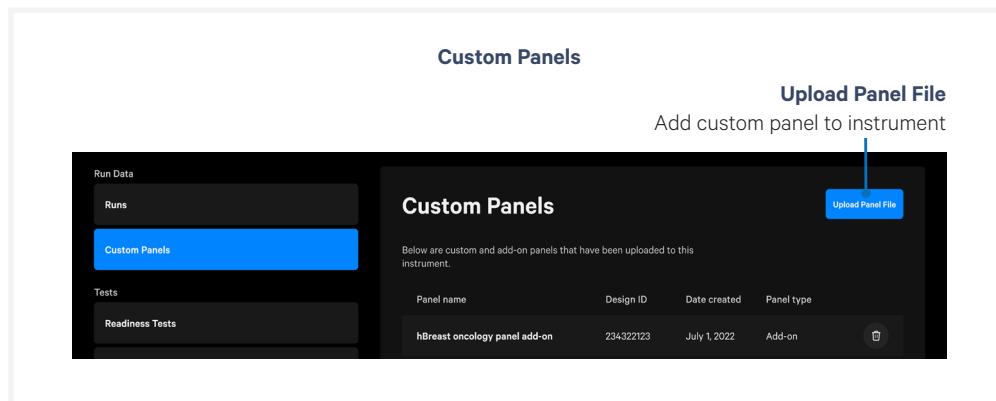 Custom Panels
Upload Panel File
Add custom panel to instrument
Run Data
Runs
Custom Panels
Tests
Readiness Tests
Custom Panels
Upload Panel File
Below are custom and add-on panels that have been uploaded to this
instrument.
Panel name Design ID Date created Panel type
hBreast oncology panel add-on 234322123 July 1, 2022 Add-on